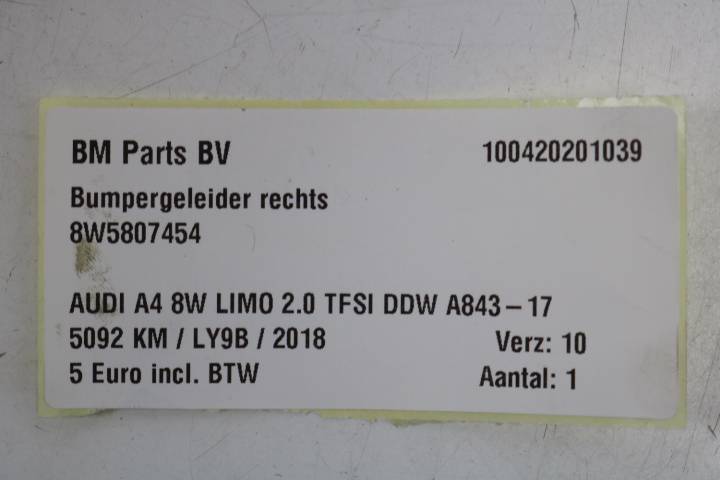 BM Parts BV 100420201039
Bumpergeleider rechts
8W5807454
AUDI A4 8W LIMO 2.0 TFSI DDW A843-17
5092 KM / LY9B / 2018 Verz: 10
5 Euro incl. BTW Aantal: 1